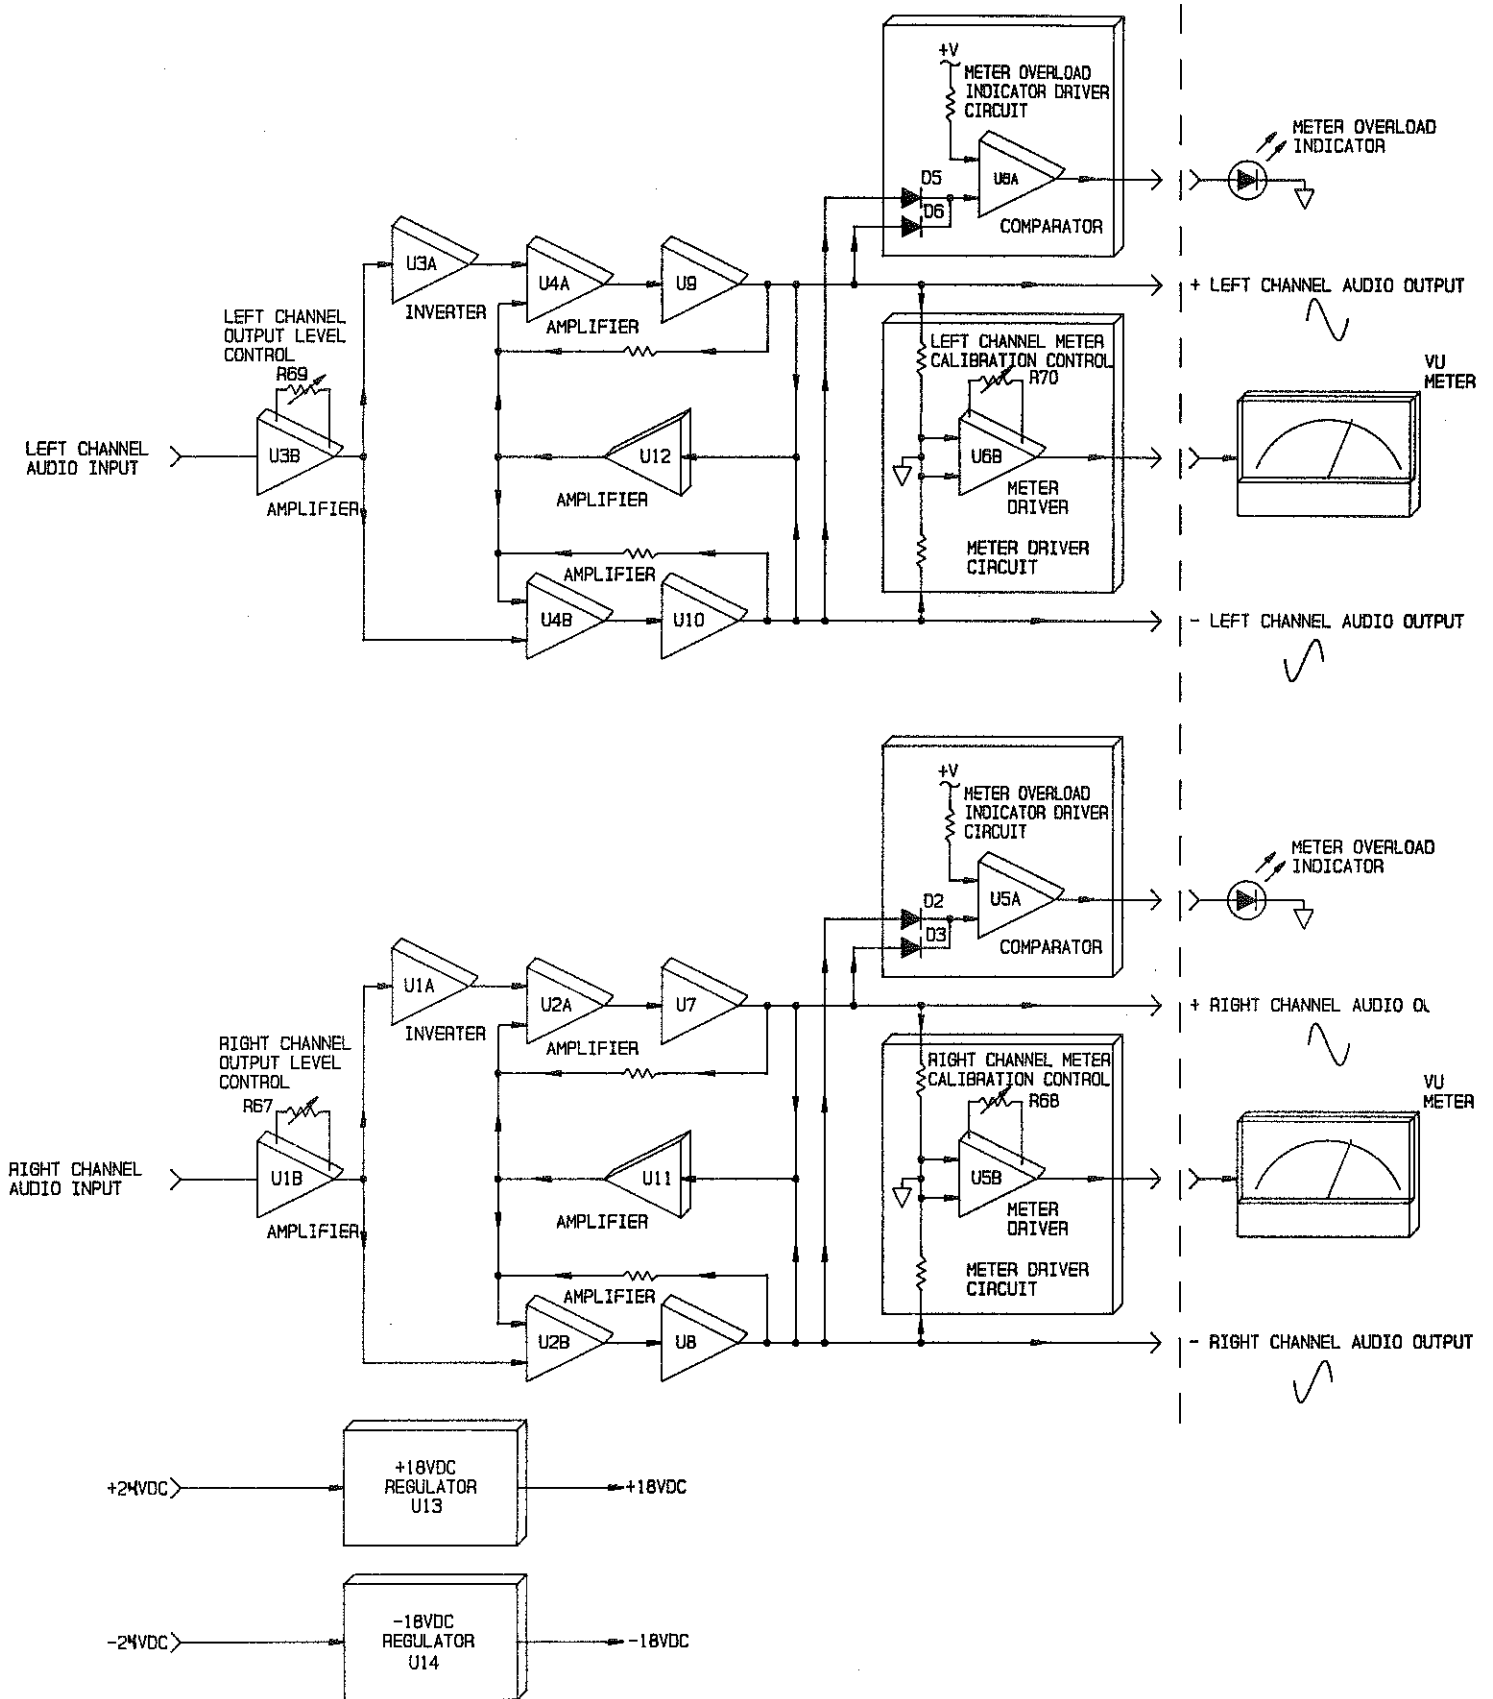 +V
METER OVERLOAD
INDICATOR DRIVER
CIRCUIT
METER OVERLOAD
INDICATOR
D5
U6A
D6
COMPARATOR
U3A
INVERTER
U4A
AMPLIFIER
U9
+ LEFT CHANNEL AUDIO OUTPUT
LEFT CHANNEL
OUTPUT LEVEL
CONTROL
R69
LEFT CHANNEL METER
CALIBRATION CONTROL
R70
VU
METER
LEFT CHANNEL
AUDIO INPUT
U3B
AMPLIFIER
U12
AMPLIFIER
U6B
METER
DRIVER
METER DRIVER
CIRCUIT
AMPLIFIER
U4B
U10
- LEFT CHANNEL AUDIO OUTPUT
+V
METER OVERLOAD
INDICATOR DRIVER
CIRCUIT
METER OVERLOAD
INDICATOR
D2
U5A
D3
COMPARATOR
U1A
INVERTER
U2A
AMPLIFIER
U7
+ RIGHT CHANNEL AUDIO
RIGHT CHANNEL
OUTPUT LEVEL
CONTROL
R67
RIGHT CHANNEL METER
CALIBRATION CONTROL
R68
VU
METER
RIGHT CHANNEL
AUDIO INPUT
U1B
AMPLIFIER
U11
AMPLIFIER
U5B
METER
DRIVER
METER DRIVER
CIRCUIT
AMPLIFIER
U2B
U8
- RIGHT CHANNEL AUDIO OUTPUT
+24VDC
+18VDC
REGULATOR
U13
+18VDC
-24VDC
-18VDC
REGULATOR
U14
-18VDC